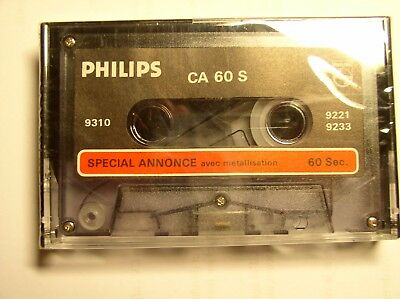 PHILIPS CA 60 S
9310
9221
9233
SPECIAL ANNONCE avec metallisation 60 Sec.